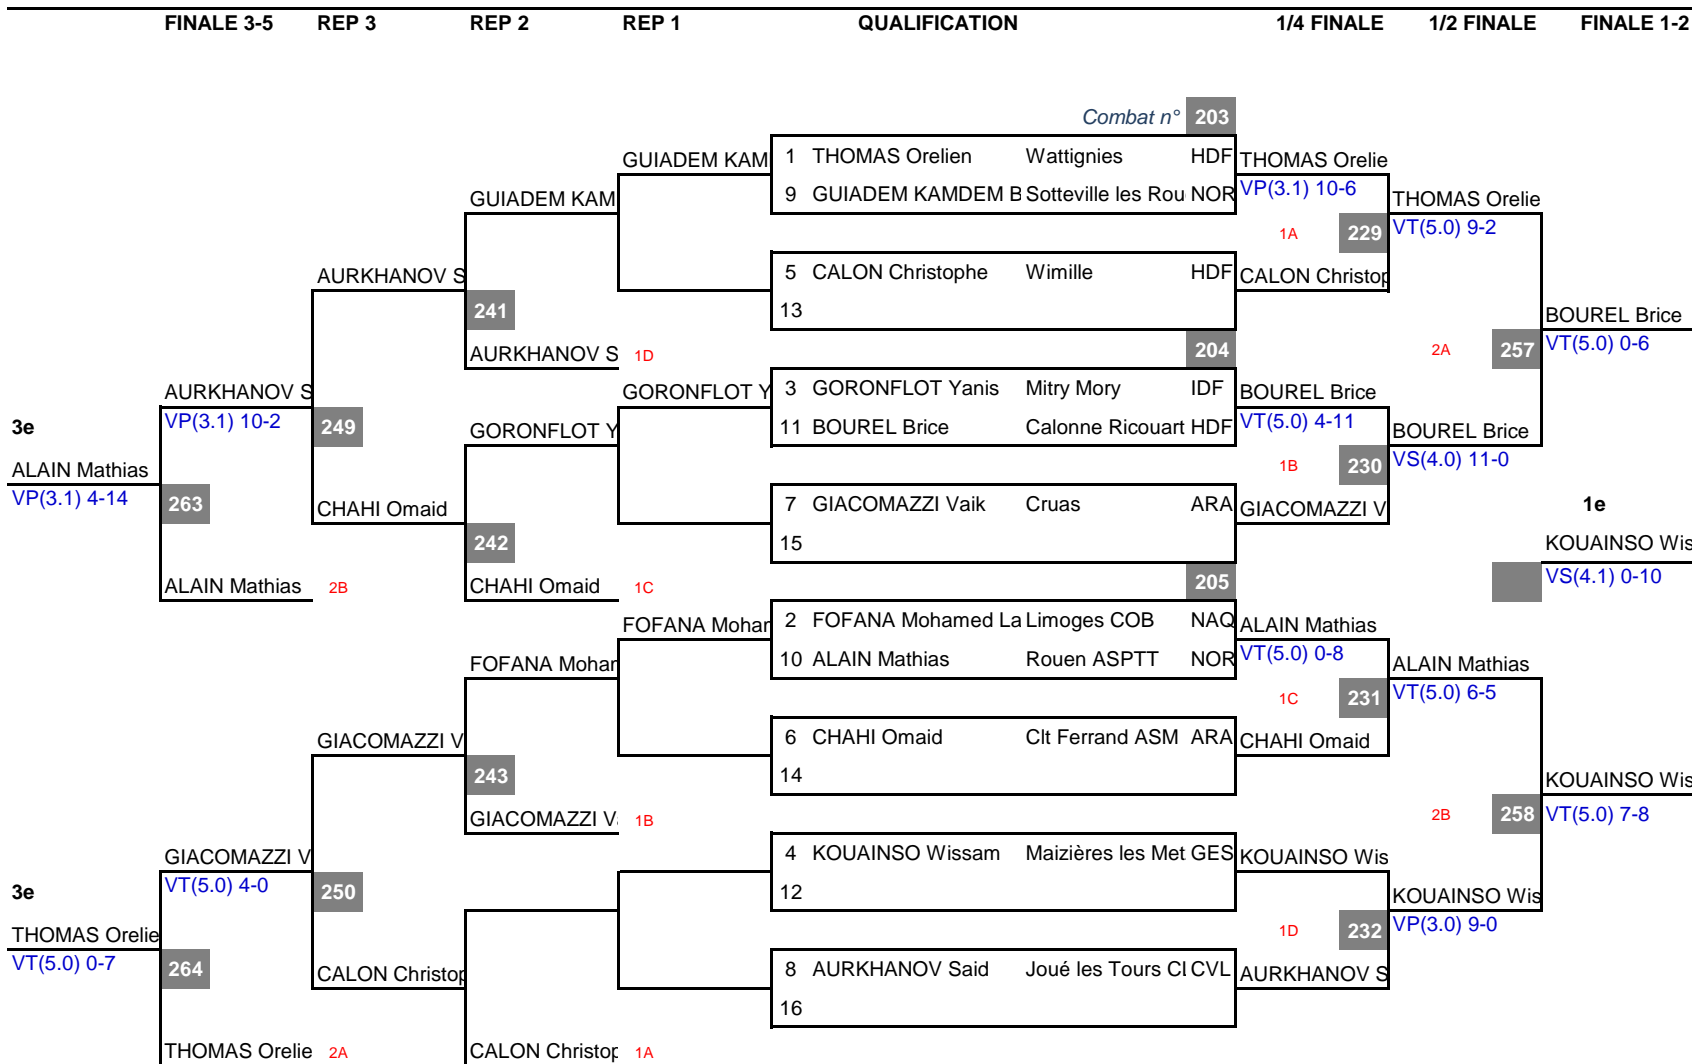 FINALE 3-5 REP 3 REP 2 REP 1 QUALIFICATION 1/4 FINALE 1/2 FINALE FINALE 1-2
Combat n° 203
GUIADEM KAM 1 THOMAS Orelien Wattignies HDF THOMAS Orelie
GUIADEM KAM 9 GUIADEM KAMDEM B Sotteville les Rou NOR VP(3.1) 10-6 THOMAS Orelie
1A 229 VT(5.0) 9-2
AURKHANOV S 5 CALON Christophe Wimille HDF CALON Christop
241 13 BOUREL Brice
AURKHANOV S 1D 204 2A 257 VT(5.0) 0-6
AURKHANOV S GORONFLOT Y 3 GORONFLOT Yanis Mitry Mory IDF BOUREL Brice
3e VP(3.1) 10-2 249 GORONFLOT Y 11 BOUREL Brice Calonne Ricouart HDF VT(5.0) 4-11 BOUREL Brice
ALAIN Mathias 1B 230 VS(4.0) 11-0
VP(3.1) 4-14 263 CHAHI Omaid 7 GIACOMAZZI Vaik Cruas ARA GIACOMAZZI V 1e
242 15 KOUAINSO Wis
ALAIN Mathias 2B CHAHI Omaid 1C 205 VS(4.1) 0-10
FOFANA Mohar 2 FOFANA Mohamed La Limoges COB NAQ ALAIN Mathias
FOFANA Mohar 10 ALAIN Mathias Rouen ASPTT NOR VT(5.0) 0-8 ALAIN Mathias
1C 231 VT(5.0) 6-5
GIACOMAZZI V 6 CHAHI Omaid Clt Ferrand ASM ARA CHAHI Omaid
243 14 KOUAINSO Wis
GIACOMAZZI V 1B 2B 258 VT(5.0) 7-8
GIACOMAZZI V 4 KOUAINSO Wissam Maizières les Met GES KOUAINSO Wis
3e VT(5.0) 4-0 250 12 KOUAINSO Wis
THOMAS Orelie 1D 232 VP(3.0) 9-0
VT(5.0) 0-7 264 CALON Christop 8 AURKHANOV Said Joué les Tours Cl CVL AURKHANOV S
16
THOMAS Orelie 2A CALON Christop 1A